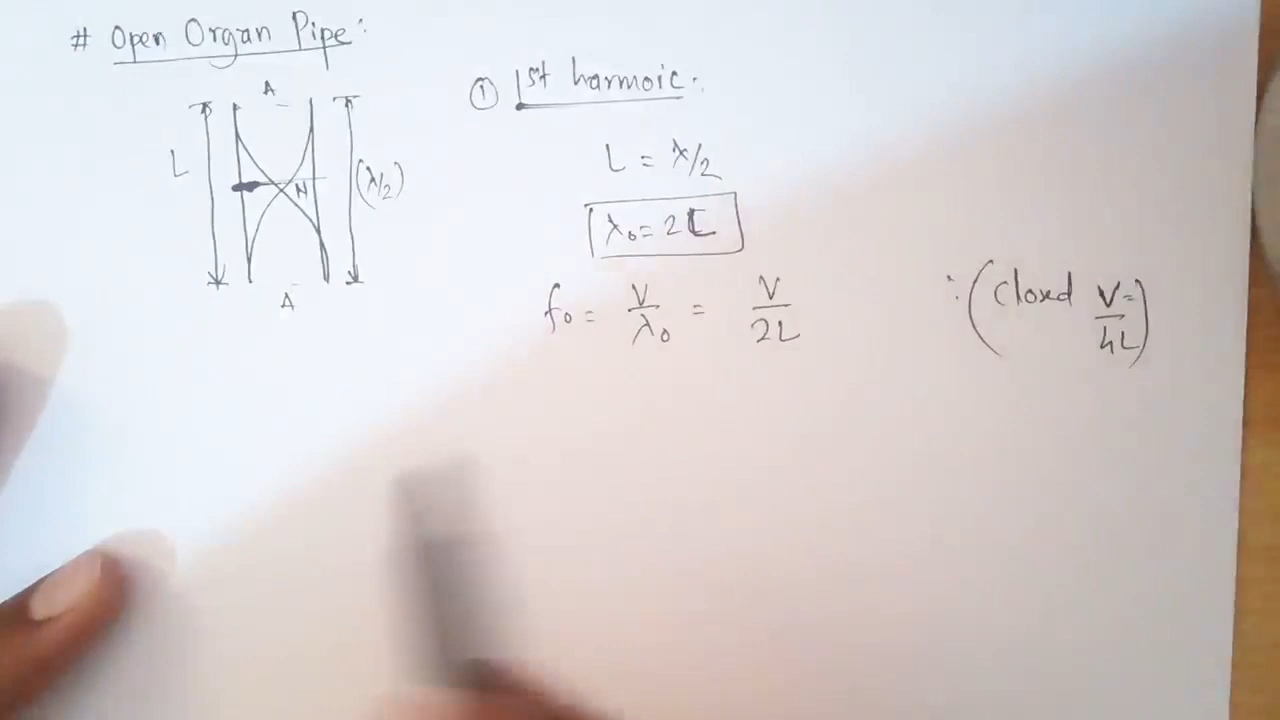 # Open Organ Pipe:
A
L
N
(λ/2)
A
① 1st harmoic:
L = λ/2
λ₀ = 2L
f₀ = V/λ₀ = V/2L
∵ (Closed V/4L =)